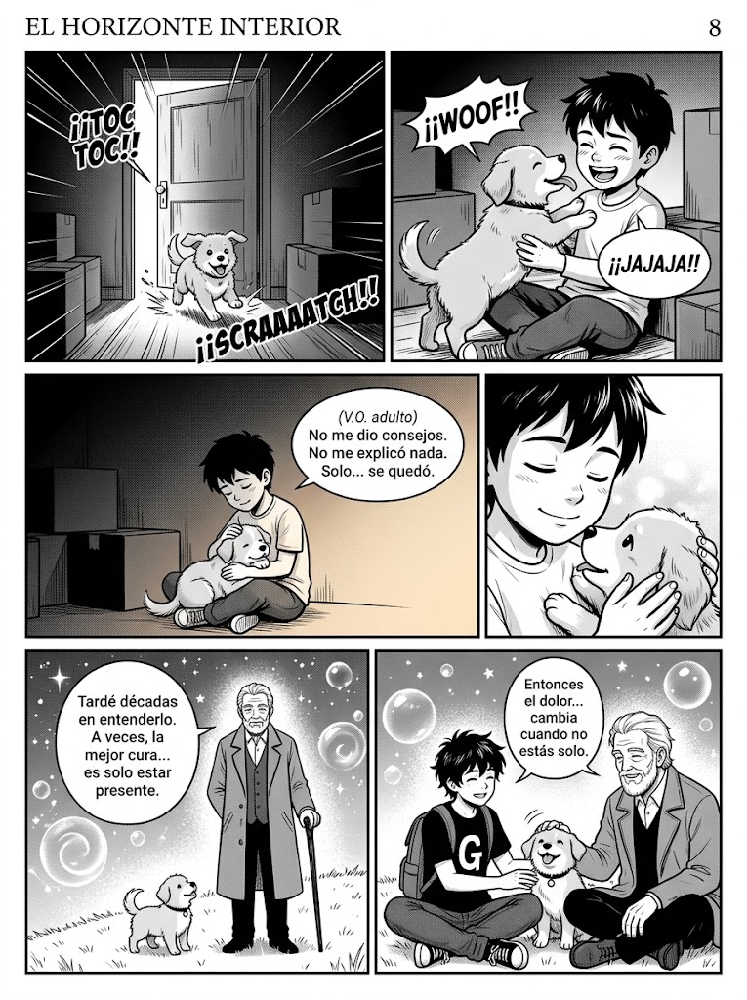 EL HORIZONTE INTERIOR
8
¡¡TOC
TOC!!
¡¡SCRAAAATCH!!
¡¡WOOF!!
¡¡JAJAJA!!
(V.O. adulto)
No me dio consejos.
No me explicó nada.
Solo... se quedó.
Tardé décadas
en entenderlo.
A veces, la
mejor cura...
es solo estar
presente.
Entonces
el dolor...
cambia
cuando no
estás solo.
G